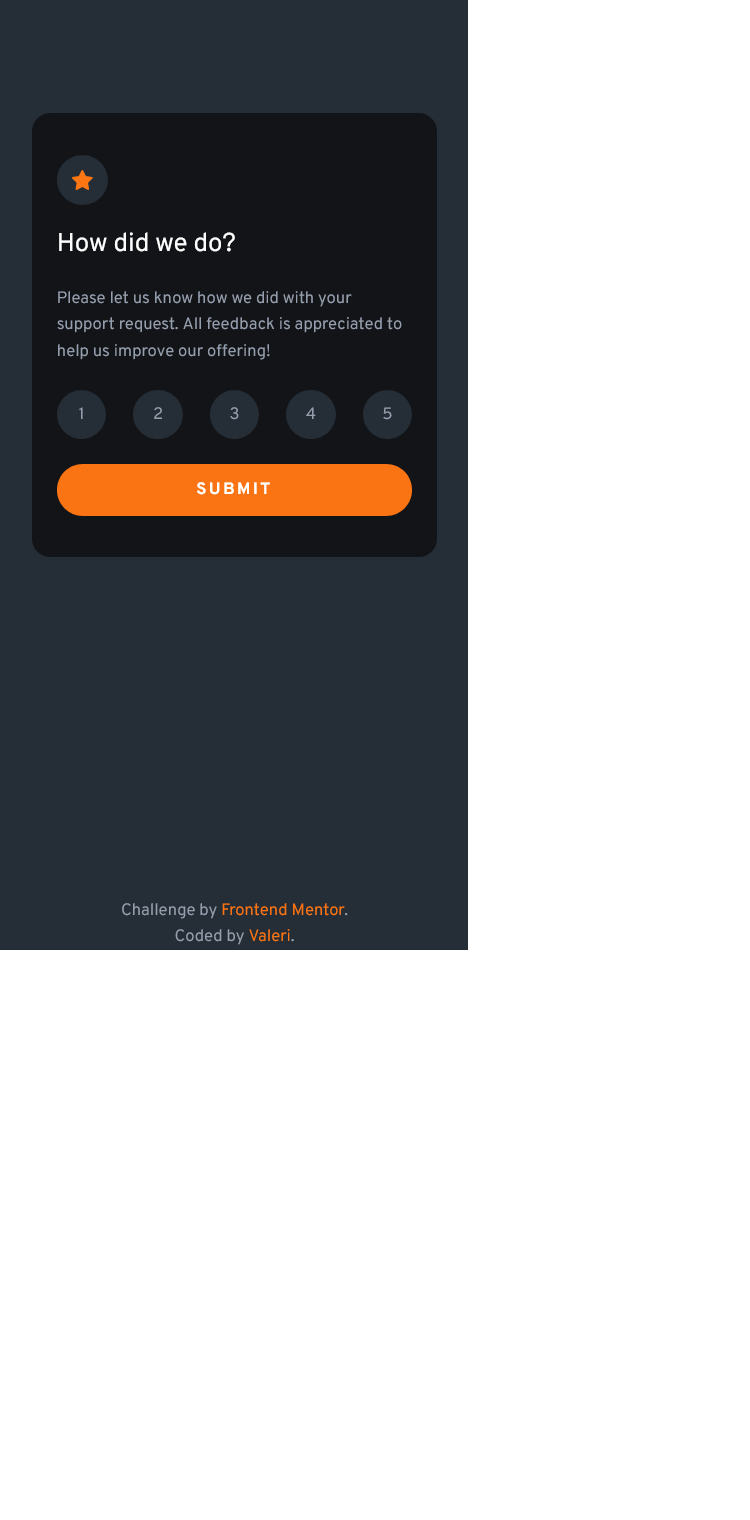 How did we do?
Please let us know how we did with your
support request. All feedback is appreciated to
help us improve our offering!
1 2 3 4 5
SUBMIT
Challenge by Frontend Mentor.
Coded by Valeri.